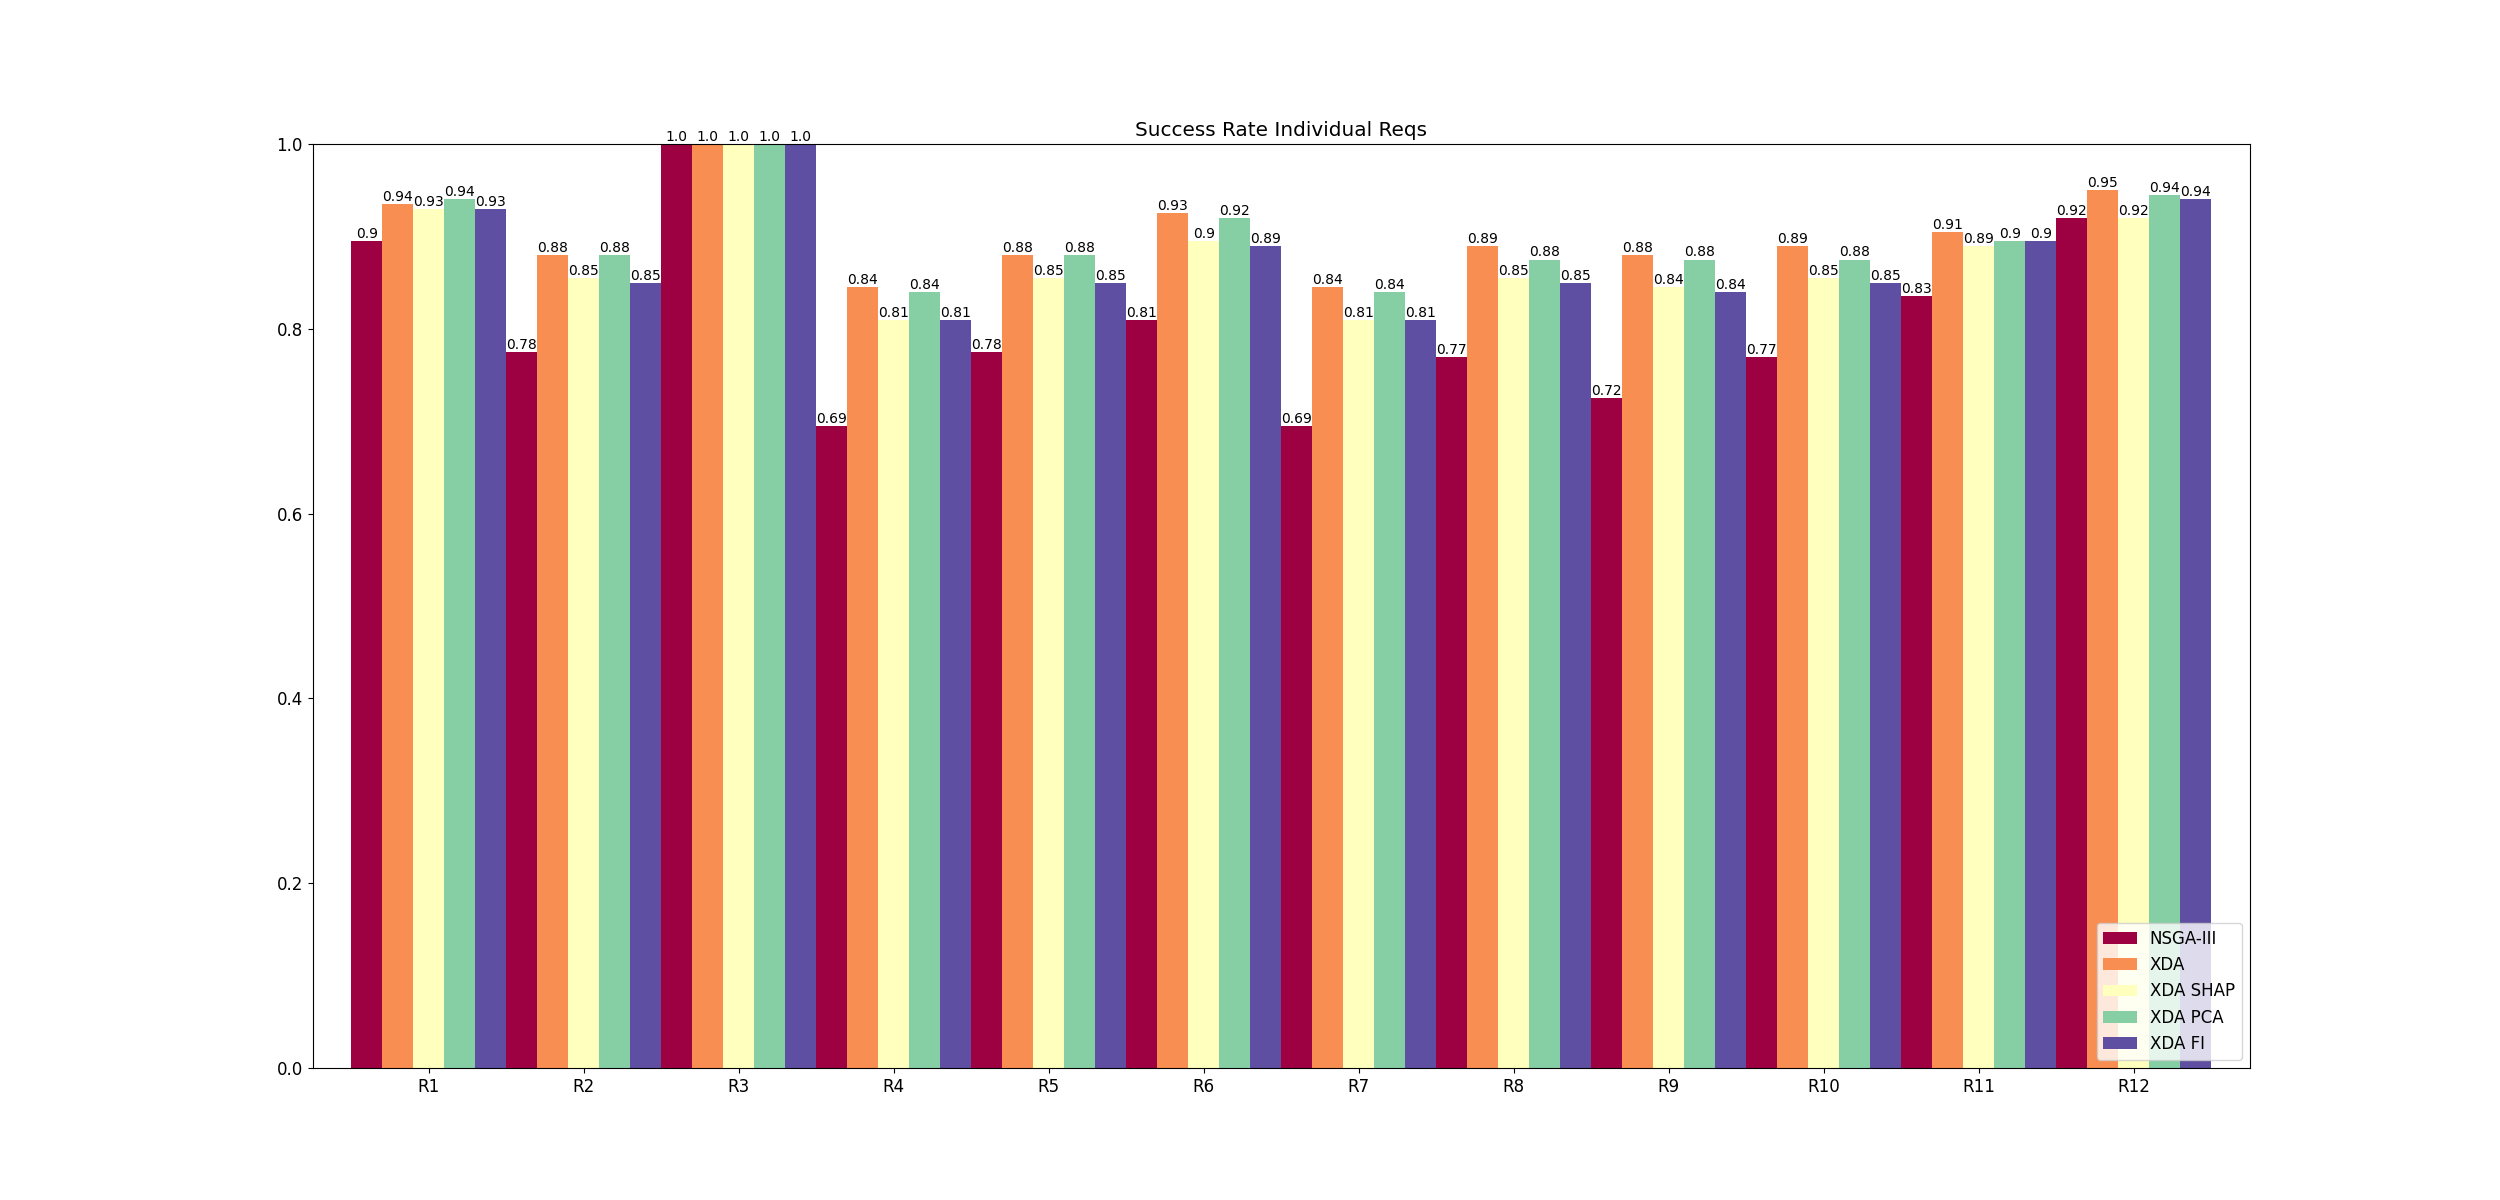 Success Rate Individual Reqs
1.0
0.8
0.6
0.4
0.2
0.0
0.9 0.94 0.93 0.94 0.93
0.78 0.88 0.85 0.88 0.85
1.0 1.0 1.0 1.0 1.0
0.69 0.84 0.81 0.84 0.81
0.78 0.88 0.85 0.88 0.85
0.81 0.93 0.9 0.92 0.89
0.69 0.84 0.81 0.84 0.81
0.77 0.89 0.85 0.88 0.85
0.72 0.88 0.84 0.88 0.84
0.77 0.89 0.85 0.88 0.85
0.83 0.91 0.89 0.9 0.9
0.92 0.95 0.92 0.94 0.94
R1 R2 R3 R4 R5 R6 R7 R8 R9 R10 R11 R12
NSGA-III
XDA
XDA SHAP
XDA PCA
XDA FI